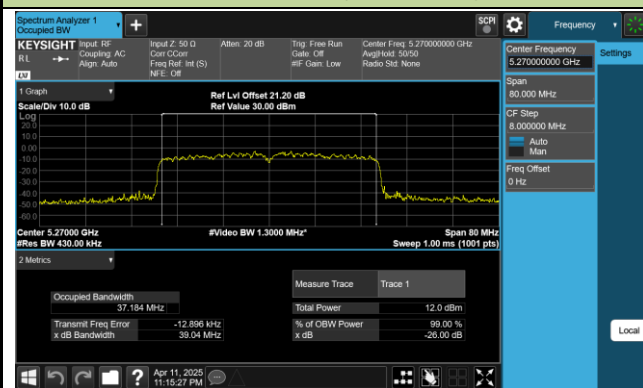 Spectrum Analyzer 1
Occupied BW
SCPI
Frequency
KEYSIGHT
RL
LXI
Input: RF
Coupling: AC
Align: Auto
Input Z: 50 Ω
Corr CCorr
Freq Ref: Int (S)
NFE: Off
Atten: 20 dB
Trig: Free Run
Gate: Off
#IF Gain: Low
Center Freq: 5.270000000 GHz
Avg|Hold: 50/50
Radio Std: None
Center Frequency
5.270000000 GHz
Settings
Span
80.000 MHz
CF Step
8.000000 MHz
Auto
Man
Freq Offset
0 Hz
Local
1 Graph
Scale/Div 10.0 dB
Ref Lvl Offset 21.20 dB
Ref Value 30.00 dBm
Log
20.0
10.0
0.00
-10.0
-20.0
-30.0
-40.0
-50.0
-60.0
Center 5.27000 GHz
#Res BW 430.00 kHz
#Video BW 1.3000 MHz*
Span 80 MHz
Sweep 1.00 ms (1001 pts)
2 Metrics
Measure Trace
Trace 1
Occupied Bandwidth
37.184 MHz
Total Power
12.0 dBm
Transmit Freq Error
-12.896 kHz
% of OBW Power
99.00 %
x dB Bandwidth
39.04 MHz
x dB
-26.00 dB
Apr 11, 2025
11:15:27 PM